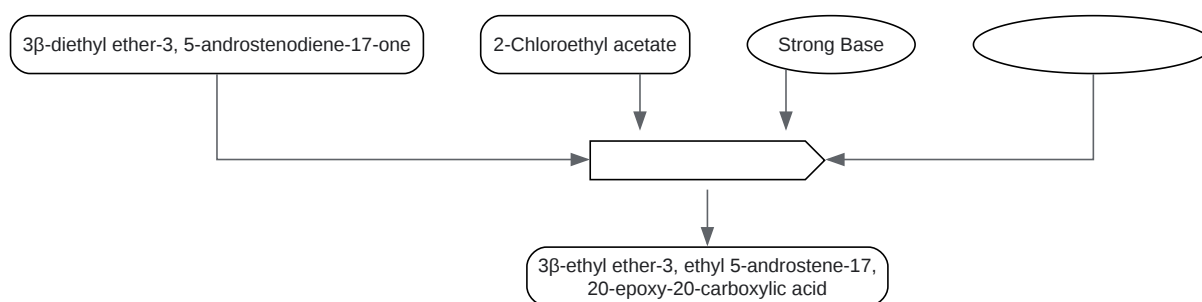 3β-diethyl ether-3, 5-androstenodiene-17-one
2-Chloroethyl acetate
Strong Base
3β-ethyl ether-3, ethyl 5-androstene-17,
20-epoxy-20-carboxylic acid